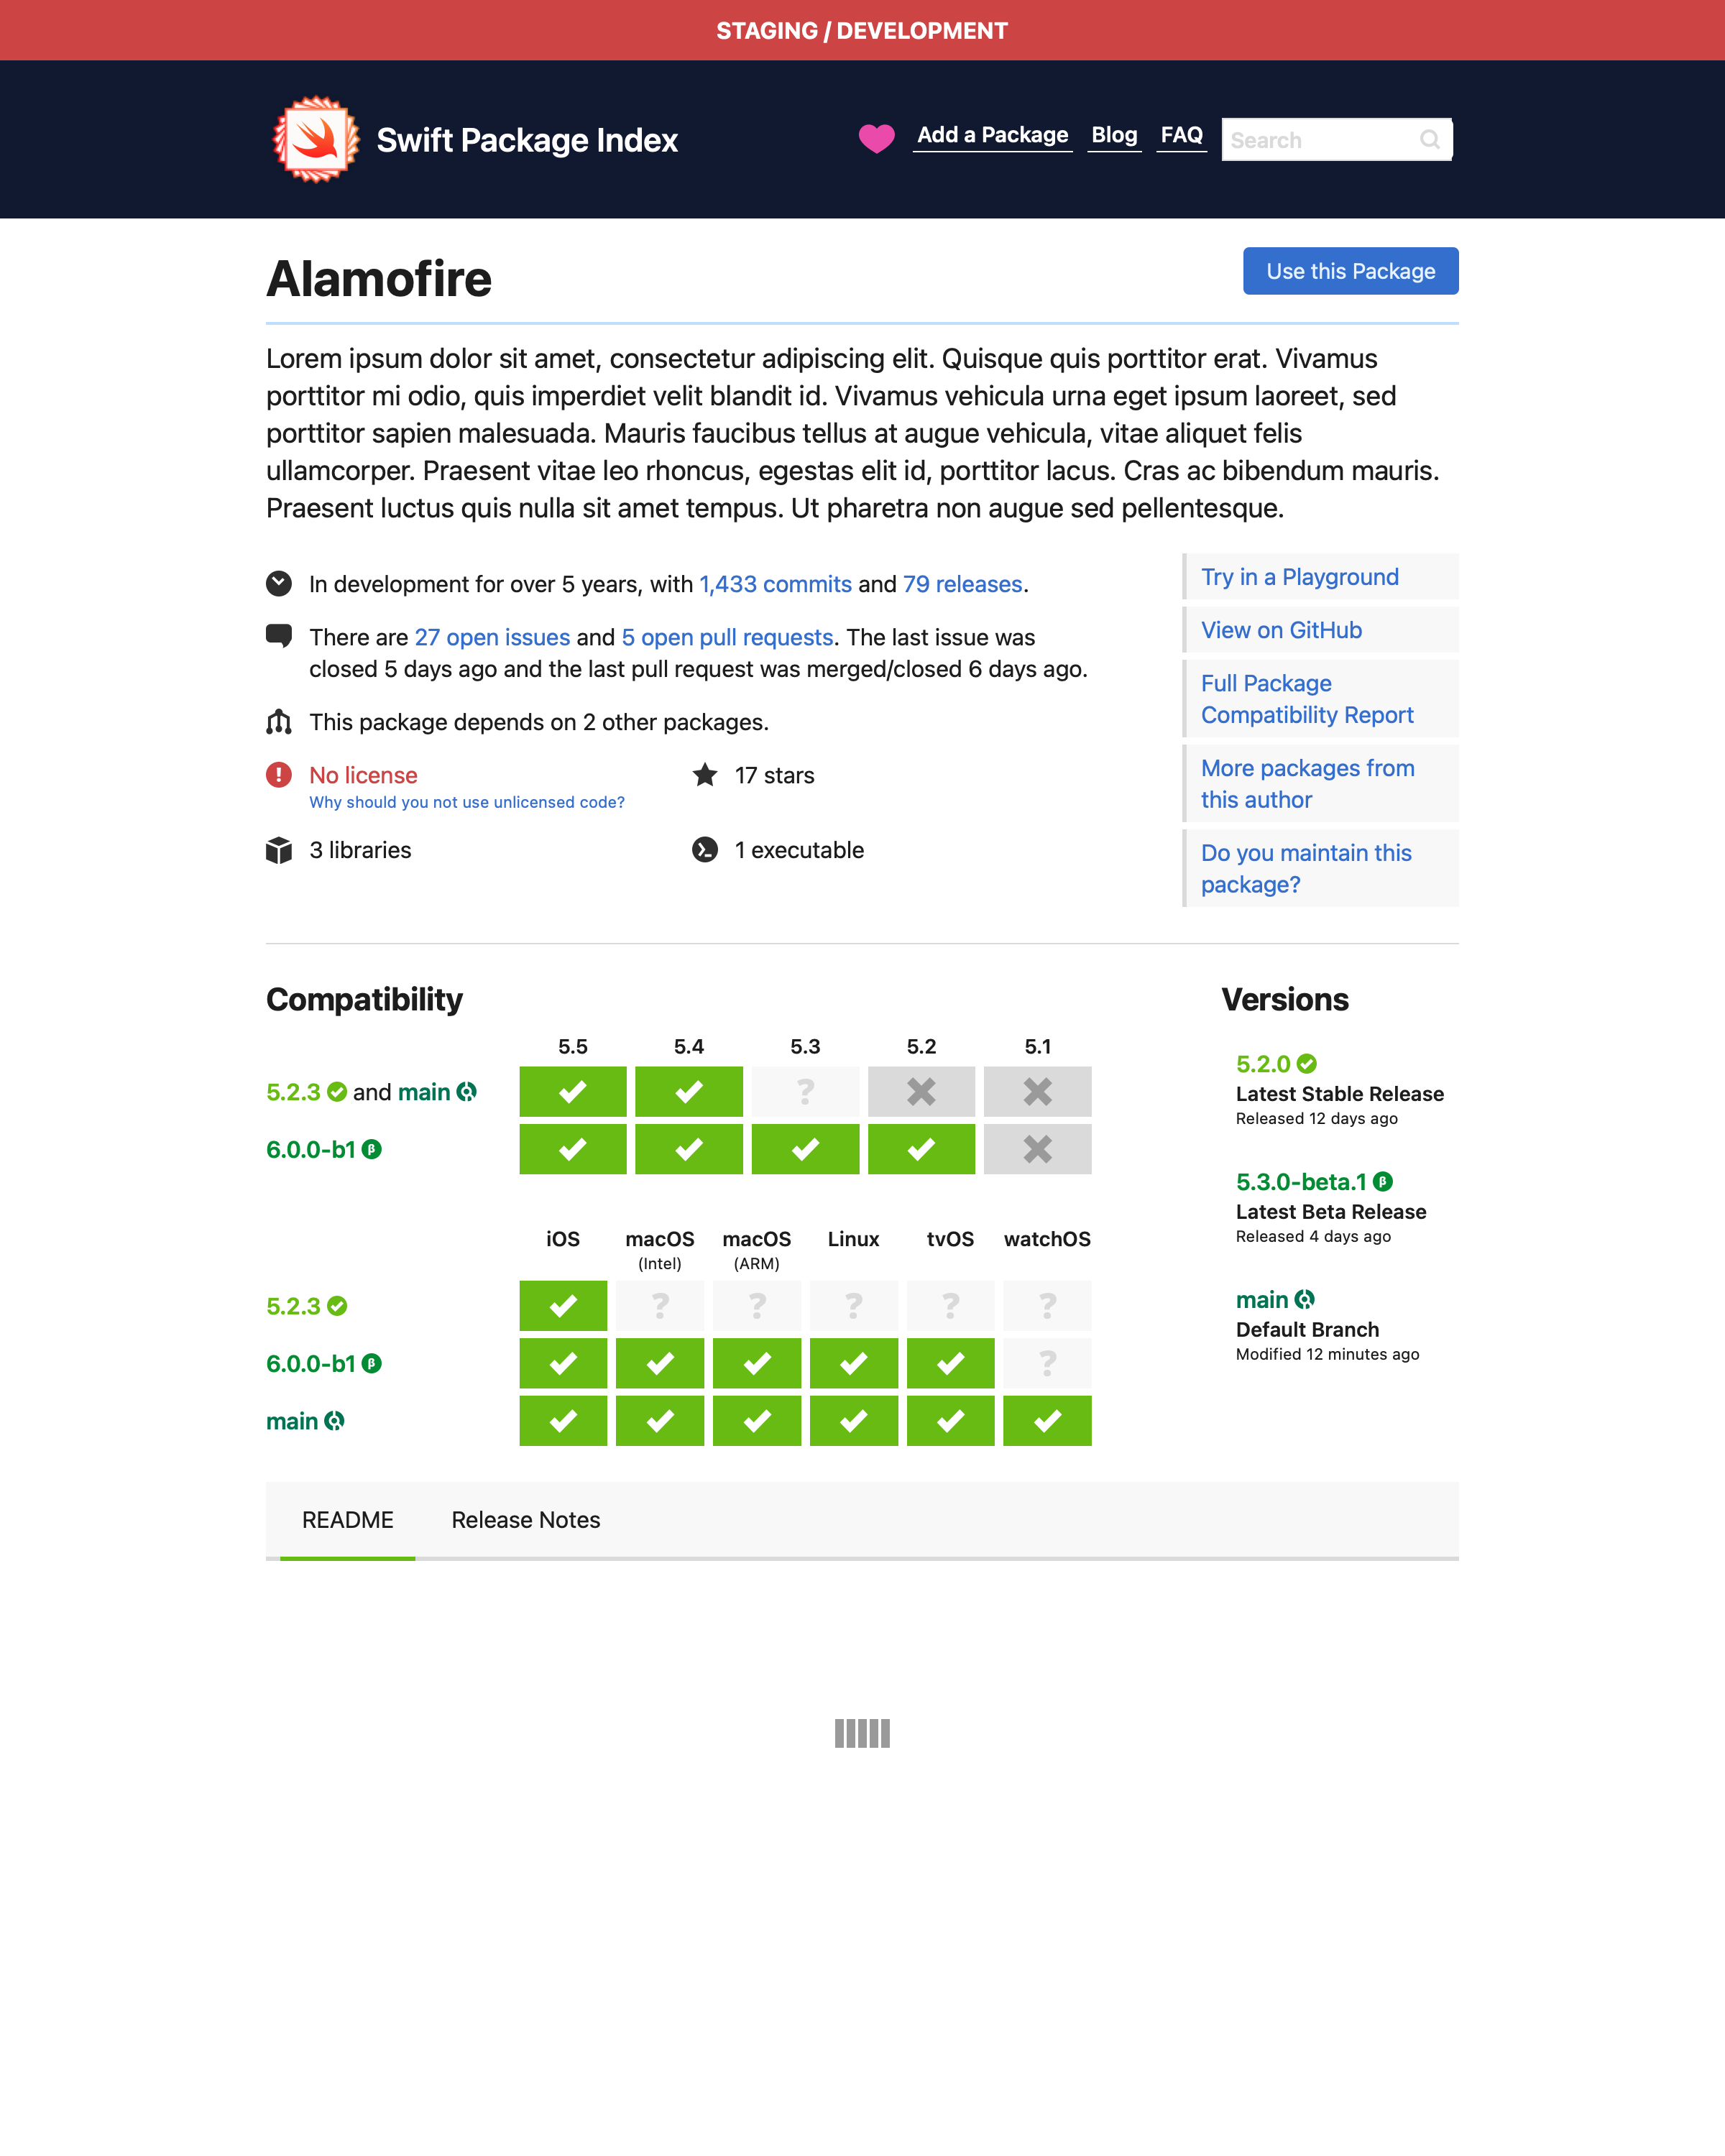 STAGING / DEVELOPMENT
Swift Package Index
Add a Package
Blog
FAQ
Search
Alamofire
Use this Package
Lorem ipsum dolor sit amet, consectetur adipiscing elit. Quisque quis porttitor erat. Vivamus
porttitor mi odio, quis imperdiet velit blandit id. Vivamus vehicula urna eget ipsum laoreet, sed
porttitor sapien malesuada. Mauris faucibus tellus at augue vehicula, vitae aliquet felis
ullamcorper. Praesent vitae leo rhoncus, egestas elit id, porttitor lacus. Cras ac bibendum mauris.
Praesent luctus quis nulla sit amet tempus. Ut pharetra non augue sed pellentesque.
In development for over 5 years, with 1,433 commits and 79 releases.
There are 27 open issues and 5 open pull requests. The last issue was
closed 5 days ago and the last pull request was merged/closed 6 days ago.
This package depends on 2 other packages.
No license
Why should you not use unlicensed code?
17 stars
3 libraries
1 executable
Try in a Playground
View on GitHub
Full Package
Compatibility Report
More packages from
this author
Do you maintain this
package?
Compatibility
5.5 5.4 5.3 5.2 5.1
5.2.3 and main
?
6.0.0-b1 β
iOS macOS macOS Linux tvOS watchOS
(Intel) (ARM)
5.2.3
? ? ? ? ?
6.0.0-b1 β
?
main
Versions
5.2.0
Latest Stable Release
Released 12 days ago
5.3.0-beta.1 β
Latest Beta Release
Released 4 days ago
main
Default Branch
Modified 12 minutes ago
README
Release Notes